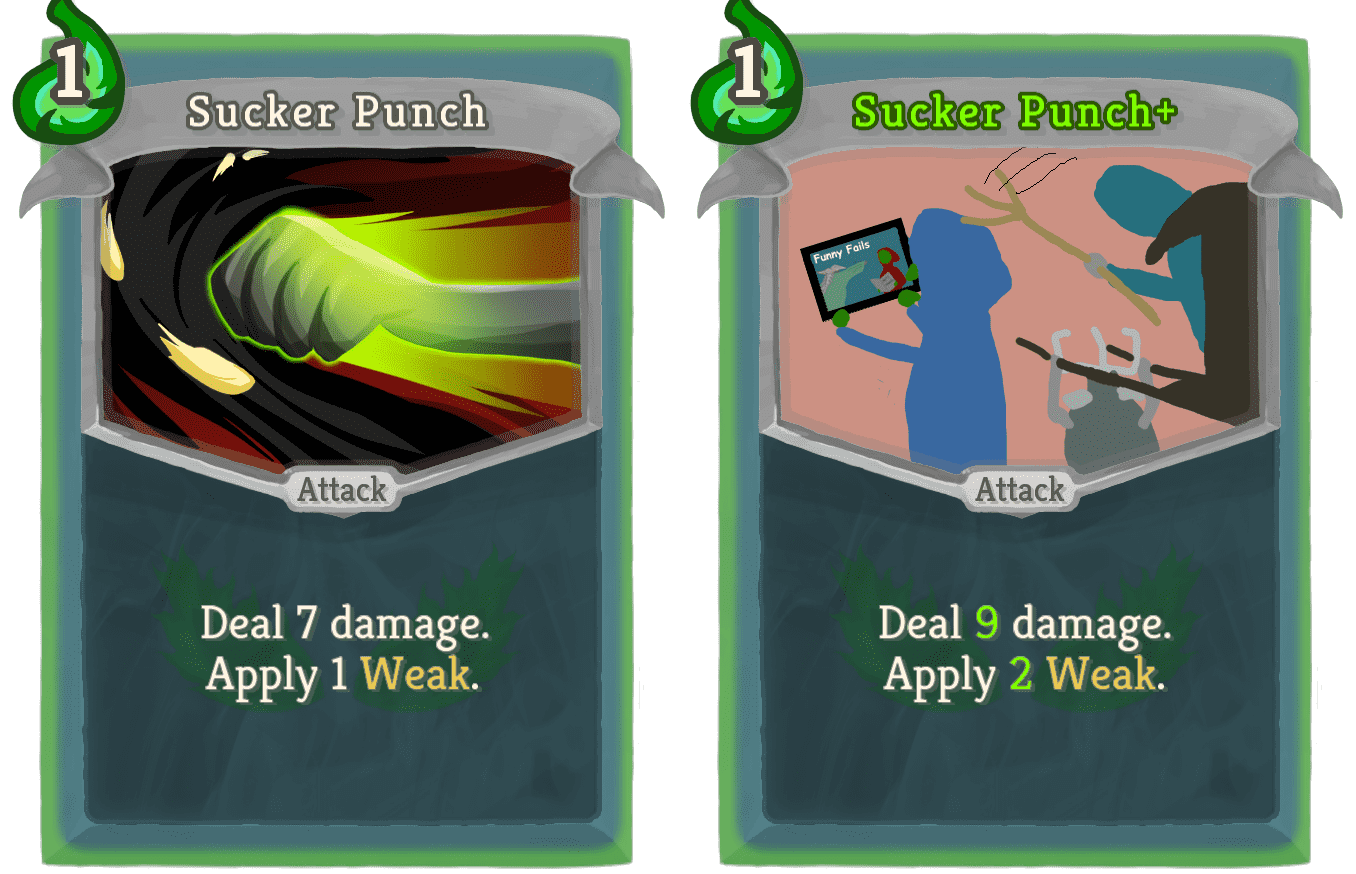 1
Sucker Punch
Attack
Deal 7 damage.
Apply 1 Weak.
1
Sucker Punch+
Funny Fails
Attack
Deal 9 damage.
Apply 2 Weak.